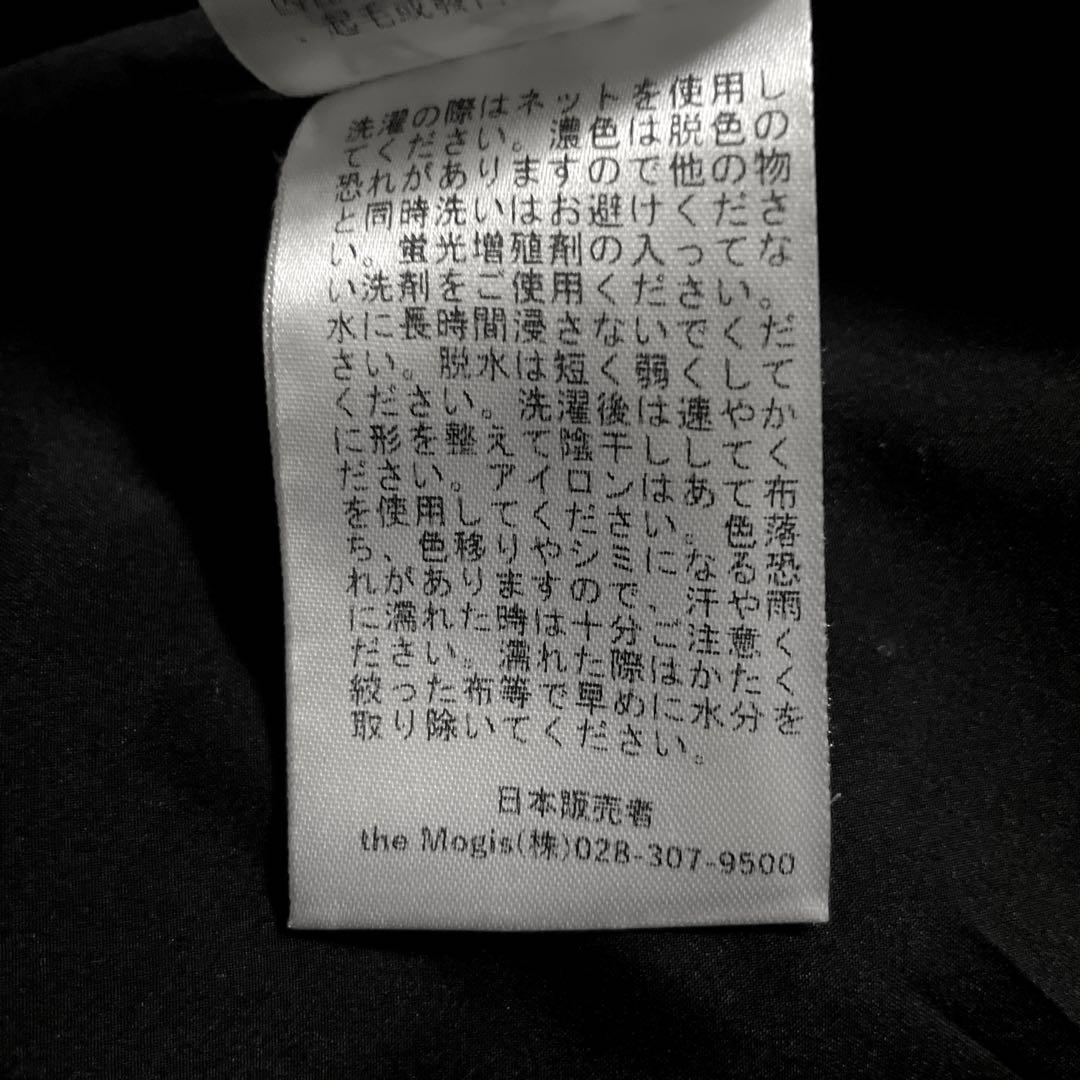 起毛或發
洗濯の際はネットを使用し
てください。濃色は脱色の
恐れがありますので他の物
と同時洗いはお避けくださ
い。蛍光増殖剤の入ってな
い洗剤をご使用ください。
水に長時間浸さないでくだ
さい。脱水は短く弱くして
ください。洗濯後は速やか
に形を整えて陰干ししてく
ださい。アイロンはあて布
を使用してください。色落
ち、色移りやシミになる恐
れがありますので、汗や雨
に濡れた時は十分ご注意く
ださい。濡れた際はかたく
絞った布等で早めに水分を
取り除いてください。
日本販売者
the Mogis(株)028-307-9500